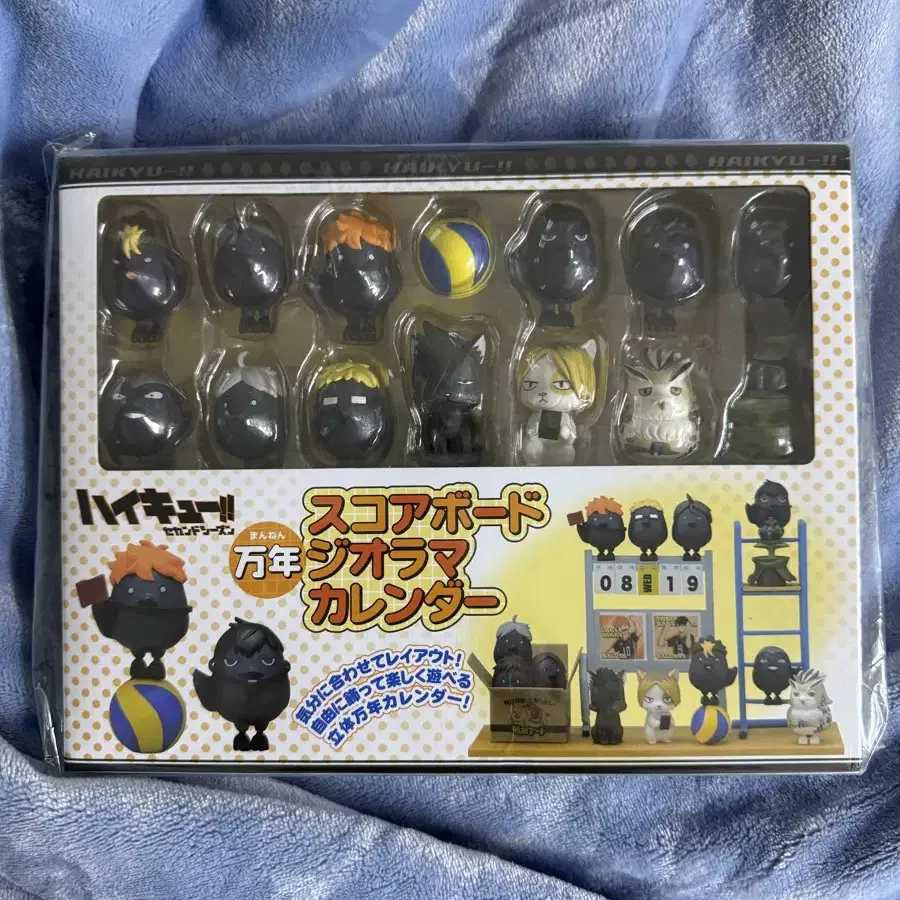 HAIKYU-!! HAIKYU-!! HAIKYU-!!
ハイキュー!!
セカンドシーズン
まんねん
万年
スコアボード
ジオラマ
カレンダー
気分に合わせてレイアウト!
自由に飾って楽しく遊べる
立体万年カレンダー!
08 WED 19